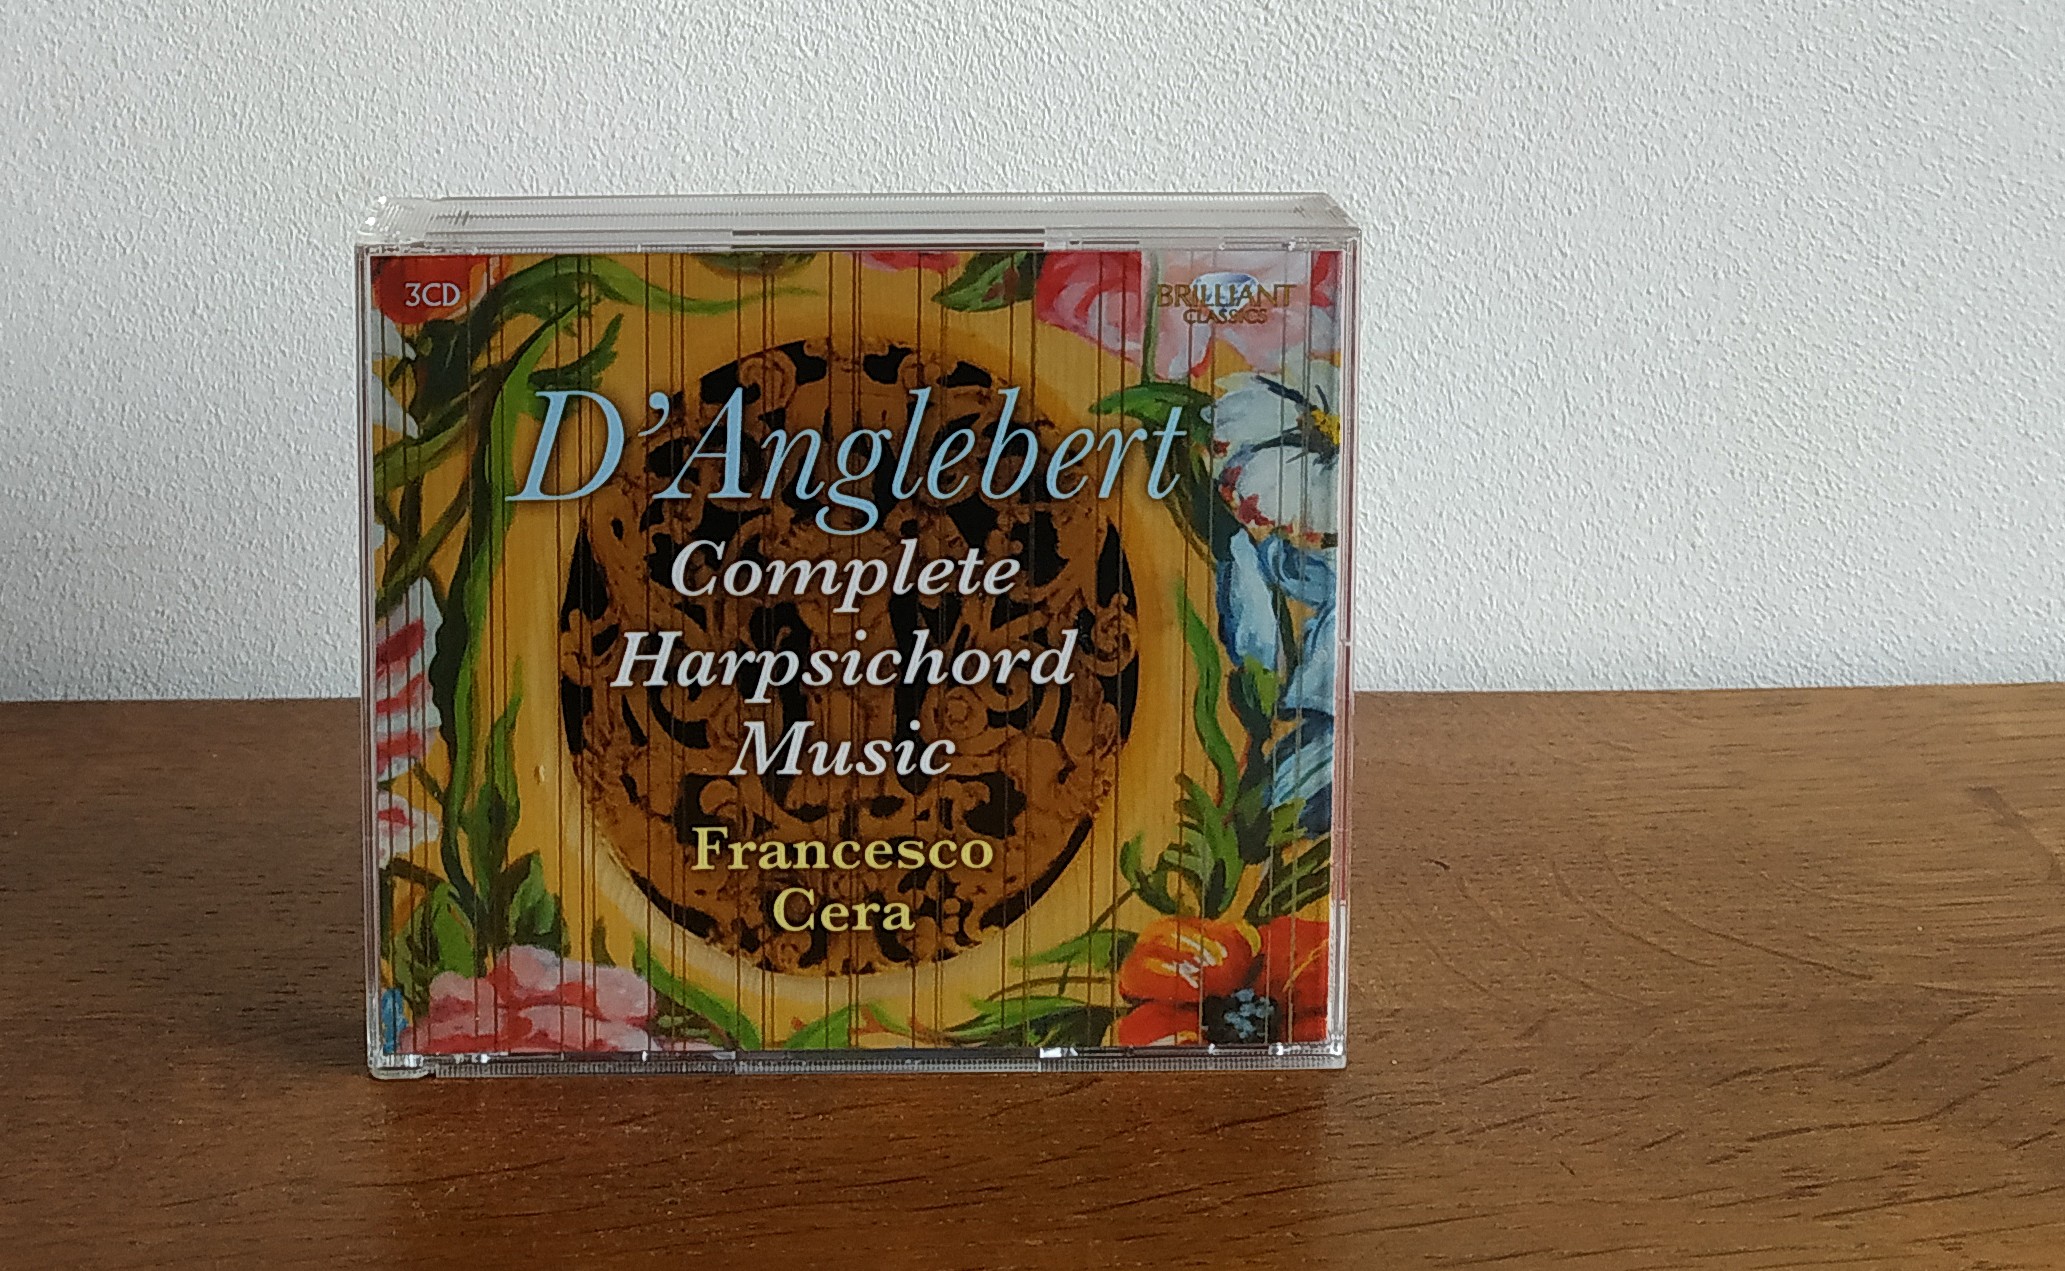 3CD
BRILLIANT
CLASSICS
D'Anglebert
Complete
Harpsichord
Music
Francesco
Cera